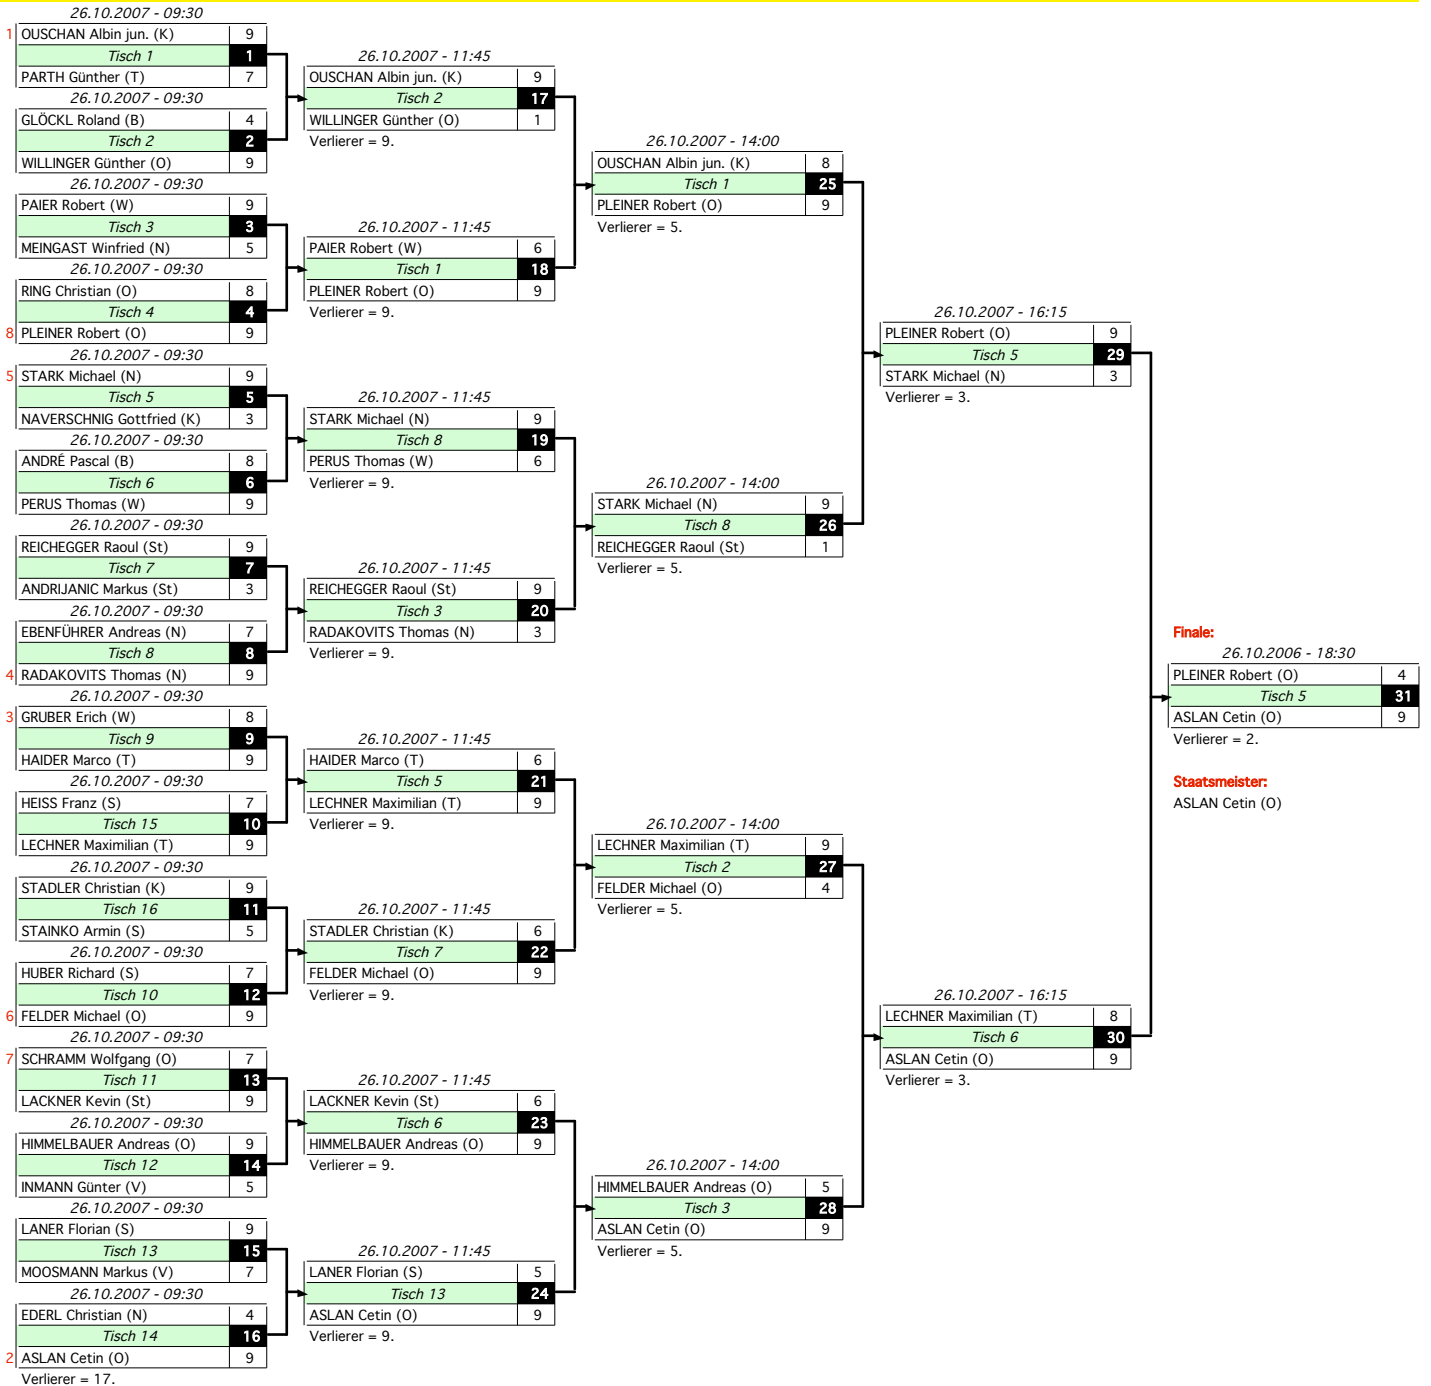 26.10.2007 - 09:30
1 OUSCHAN Albin jun. (K) 9
Tisch 1 1
PARTH Günther (T) 7
26.10.2007 - 09:30
GLÖCKL Roland (B) 4
Tisch 2 2
WILLINGER Günther (O) 9
26.10.2007 - 09:30
PAIER Robert (W) 9
Tisch 3 3
MEINGAST Winfried (N) 5
26.10.2007 - 09:30
RING Christian (O) 8
Tisch 4 4
8 PLEINER Robert (O) 9
26.10.2007 - 09:30
5 STARK Michael (N) 9
Tisch 5 5
NAVERSCHNIG Gottfried (K) 3
26.10.2007 - 09:30
ANDRÉ Pascal (B) 8
Tisch 6 6
PERUS Thomas (W) 9
26.10.2007 - 09:30
REICHEGGER Raoul (St) 9
Tisch 7 7
ANDRIJANIC Markus (St) 3
26.10.2007 - 09:30
EBENFÜHRER Andreas (N) 7
Tisch 8 8
4 RADAKOVITS Thomas (N) 9
26.10.2007 - 09:30
3 GRUBER Erich (W) 8
Tisch 9 9
HAIDER Marco (T) 9
26.10.2007 - 09:30
HEISS Franz (S) 7
Tisch 15 10
LECHNER Maximilian (T) 9
26.10.2007 - 09:30
STADLER Christian (K) 9
Tisch 16 11
STAINKO Armin (S) 5
26.10.2007 - 09:30
HUBER Richard (S) 7
Tisch 10 12
6 FELDER Michael (O) 9
26.10.2007 - 09:30
7 SCHRAMM Wolfgang (O) 7
Tisch 11 13
LACKNER Kevin (St) 9
26.10.2007 - 09:30
HIMMELBAUER Andreas (O) 9
Tisch 12 14
INMANN Günter (V) 5
26.10.2007 - 09:30
LANER Florian (S) 9
Tisch 13 15
MOOSMANN Markus (V) 7
26.10.2007 - 09:30
EDERL Christian (N) 4
Tisch 14 16
2 ASLAN Cetin (O) 9
Verlierer = 17.
26.10.2007 - 11:45
OUSCHAN Albin jun. (K) 9
Tisch 2 17
WILLINGER Günther (O) 1
Verlierer = 9.
26.10.2007 - 11:45
PAIER Robert (W) 6
Tisch 1 18
PLEINER Robert (O) 9
Verlierer = 9.
26.10.2007 - 11:45
STARK Michael (N) 9
Tisch 8 19
PERUS Thomas (W) 6
Verlierer = 9.
26.10.2007 - 11:45
REICHEGGER Raoul (St) 9
Tisch 3 20
RADAKOVITS Thomas (N) 3
Verlierer = 9.
26.10.2007 - 11:45
HAIDER Marco (T) 6
Tisch 5 21
LECHNER Maximilian (T) 9
Verlierer = 9.
26.10.2007 - 11:45
STADLER Christian (K) 6
Tisch 7 22
FELDER Michael (O) 9
Verlierer = 9.
26.10.2007 - 11:45
LACKNER Kevin (St) 6
Tisch 6 23
HIMMELBAUER Andreas (O) 9
Verlierer = 9.
26.10.2007 - 11:45
LANER Florian (S) 5
Tisch 13 24
ASLAN Cetin (O) 9
Verlierer = 9.
26.10.2007 - 14:00
OUSCHAN Albin jun. (K) 8
Tisch 1 25
PLEINER Robert (O) 9
Verlierer = 5.
26.10.2007 - 14:00
STARK Michael (N) 9
Tisch 8 26
REICHEGGER Raoul (St) 1
Verlierer = 5.
26.10.2007 - 14:00
LECHNER Maximilian (T) 9
Tisch 2 27
FELDER Michael (O) 4
Verlierer = 5.
26.10.2007 - 14:00
HIMMELBAUER Andreas (O) 5
Tisch 3 28
ASLAN Cetin (O) 9
Verlierer = 5.
26.10.2007 - 16:15
PLEINER Robert (O) 9
Tisch 5 29
STARK Michael (N) 3
Verlierer = 3.
26.10.2007 - 16:15
LECHNER Maximilian (T) 8
Tisch 6 30
ASLAN Cetin (O) 9
Verlierer = 3.
Finale:
26.10.2006 - 18:30
PLEINER Robert (O) 4
Tisch 5 31
ASLAN Cetin (O) 9
Verlierer = 2.
Staatsmeister:
ASLAN Cetin (O)